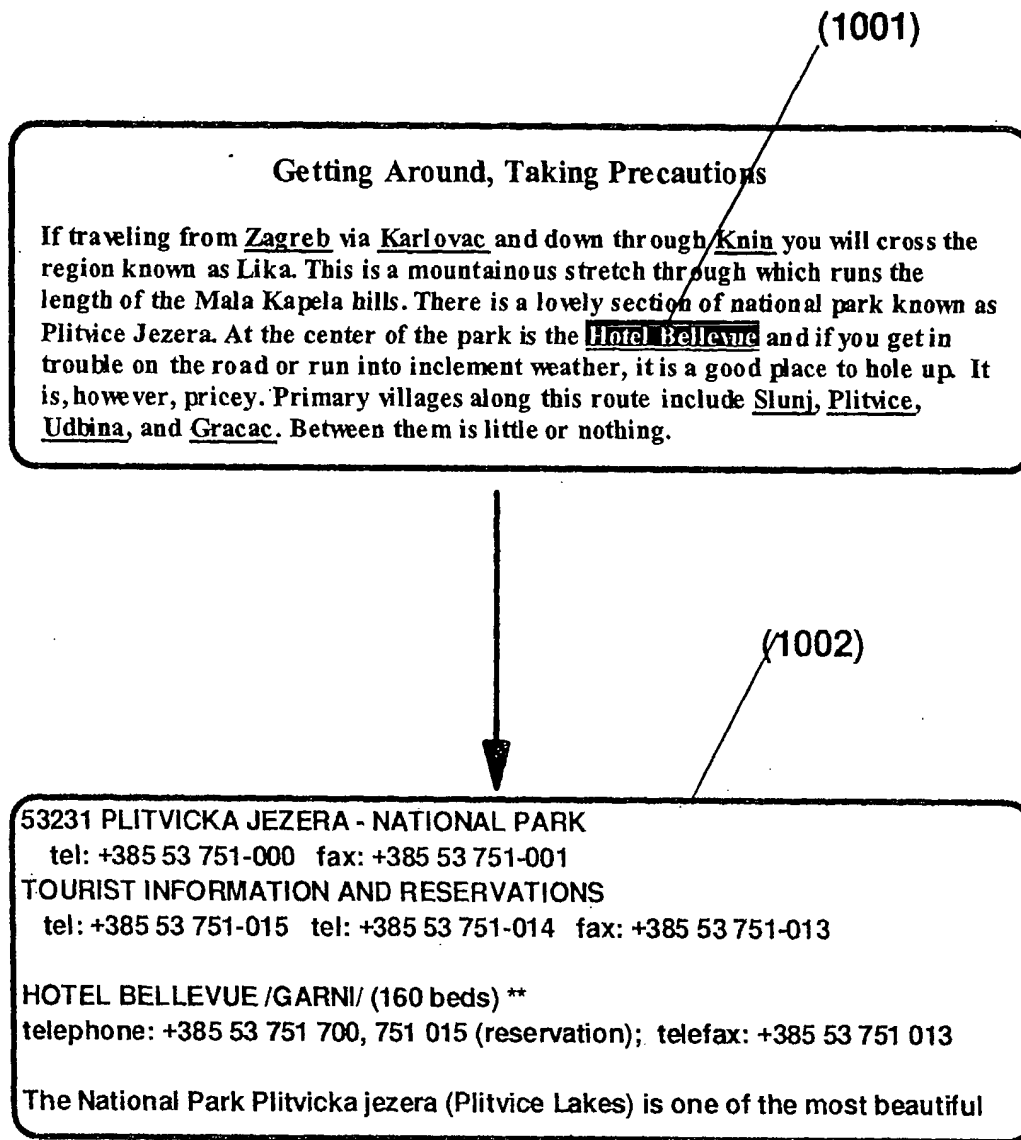 (1001)
Getting Around, Taking Precautions
If traveling from Zagreb via Karlovac and down through Knin you will cross the
region known as Lika. This is a mountainous stretch through which runs the
length of the Mala Kapela hills. There is a lovely section of national park known as
Plitvice Jezera. At the center of the park is the Hotel Bellevue and if you get in
trouble on the road or run into inclement weather, it is a good place to hole up. It
is, however, pricey. Primary villages along this route include Slunj, Plitvice,
Udbina, and Gracac. Between them is little or nothing.
(1002)
53231 PLITVICKA JEZERA - NATIONAL PARK
tel: +385 53 751-000 fax: +385 53 751-001
TOURIST INFORMATION AND RESERVATIONS
tel: +385 53 751-015 tel: +385 53 751-014 fax: +385 53 751-013
HOTEL BELLEVUE /GARNI/ (160 beds) **
telephone: +385 53 751 700, 751 015 (reservation); telefax: +385 53 751 013
The National Park Plitvicka jezera (Plitvice Lakes) is one of the most beautiful